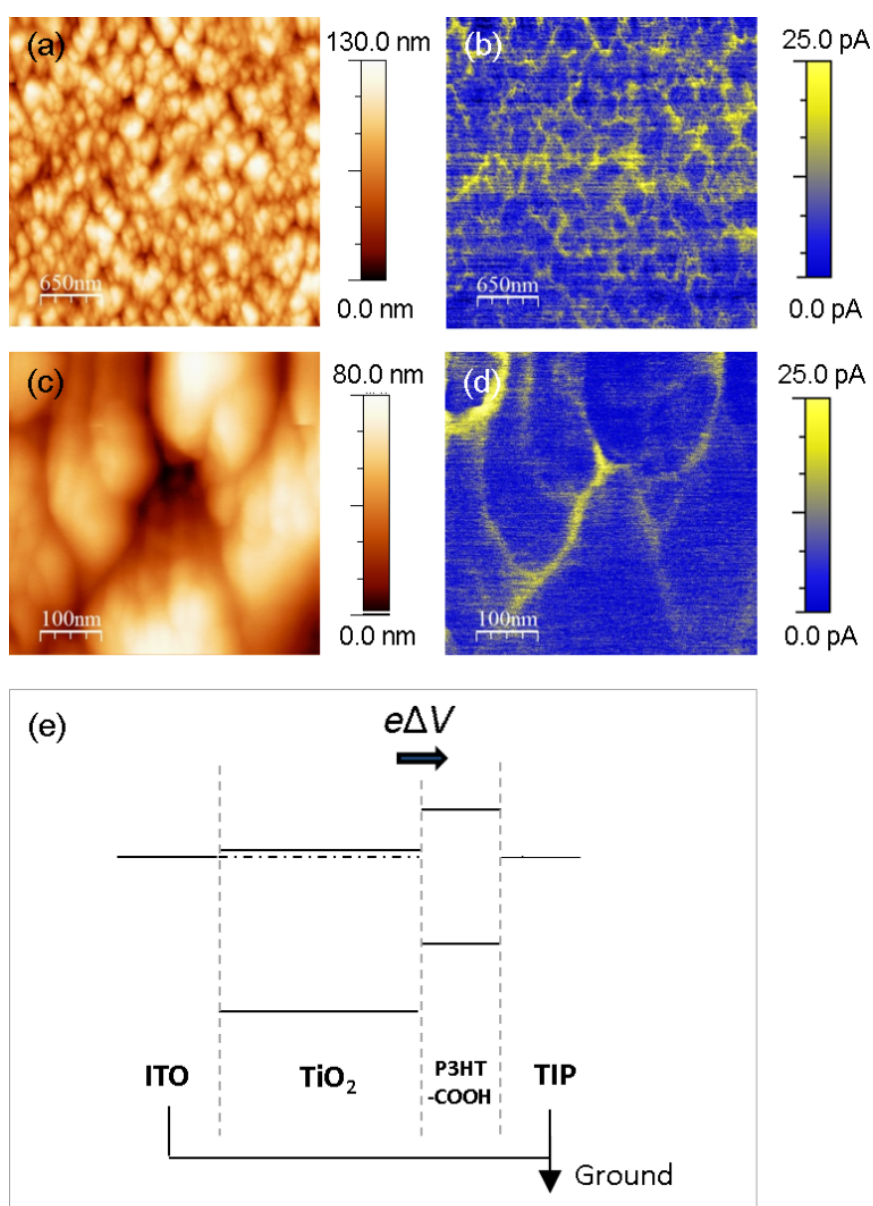 (a)
130.0 nm
650nm
0.0 nm
(b)
25.0 pA
650nm
0.0 pA
(c)
80.0 nm
100nm
0.0 nm
(d)
25.0 pA
100nm
0.0 pA
(e)
eΔV
ITO
TiO₂
P3HT
-COOH
TIP
Ground